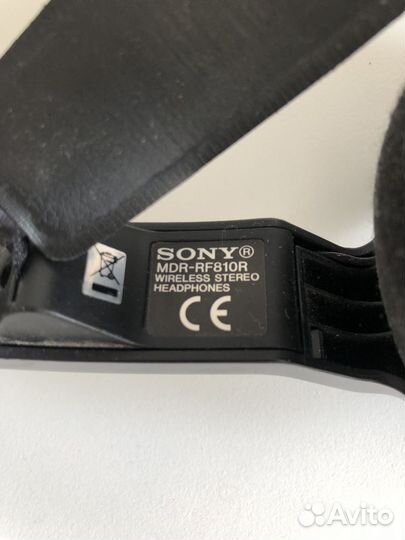 SONY®
MDR-RF810R
WIRELESS STEREO
HEADPHONES
CE
Avito